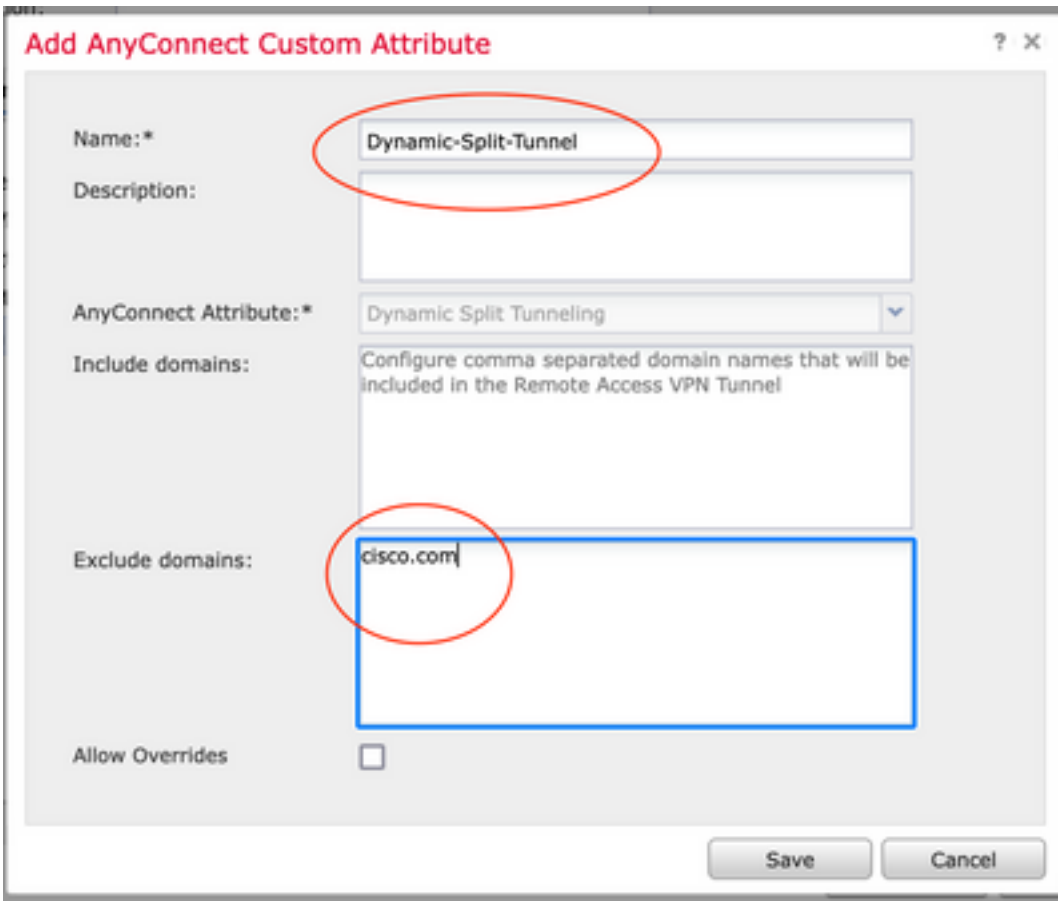 Add AnyConnect Custom Attribute
? X
Name:*
Dynamic-Split-Tunnel
Description:
AnyConnect Attribute:*
Dynamic Split Tunneling
Include domains:
Configure comma separated domain names that will be
included in the Remote Access VPN Tunnel
Exclude domains:
cisco.com
Allow Overrides
Save
Cancel